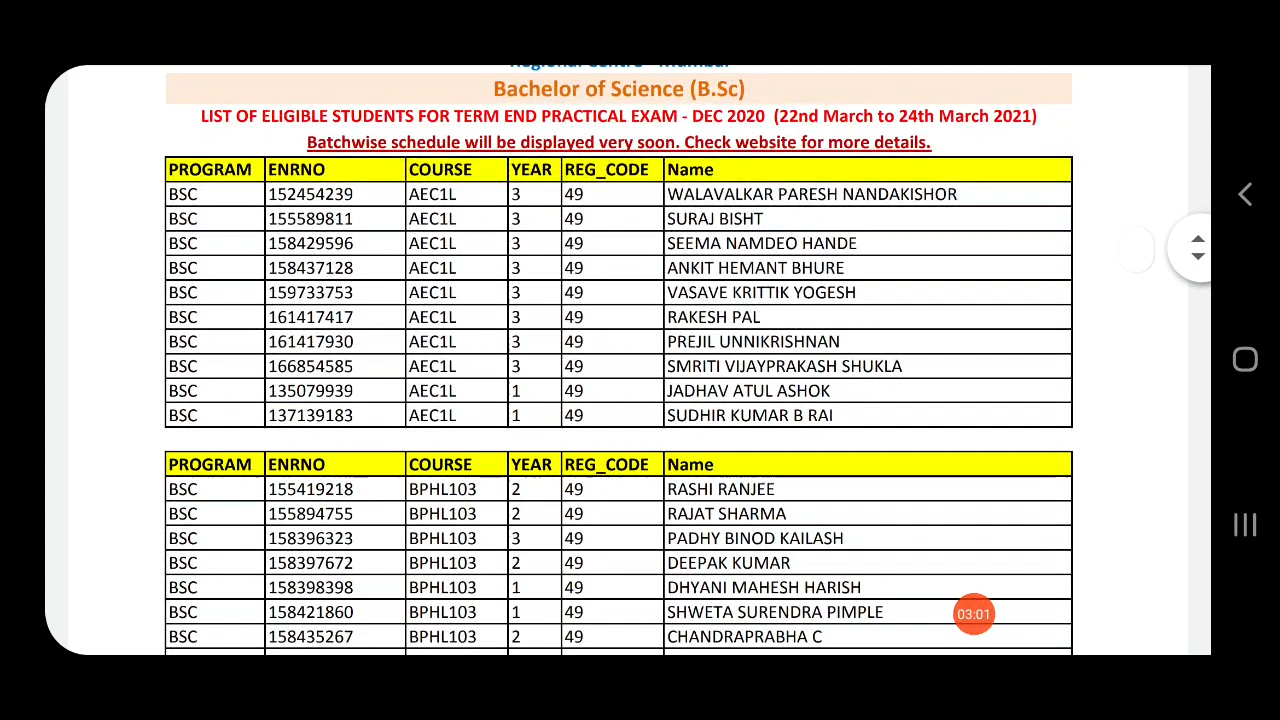 Regional Centre - Mumbai
Bachelor of Science (B.Sc)
LIST OF ELIGIBLE STUDENTS FOR TERM END PRACTICAL EXAM - DEC 2020 (22nd March to 24th March 2021)
Batchwise schedule will be displayed very soon. Check website for more details.
PROGRAM ENRNO COURSE YEAR REG_CODE Name
BSC 152454239 AEC1L 3 49 WALAVALKAR PARESH NANDAKISHOR
BSC 155589811 AEC1L 3 49 SURAJ BISHT
BSC 158429596 AEC1L 3 49 SEEMA NAMDEO HANDE
BSC 158437128 AEC1L 3 49 ANKIT HEMANT BHURE
BSC 159733753 AEC1L 3 49 VASAVE KRITTIK YOGESH
BSC 161417417 AEC1L 3 49 RAKESH PAL
BSC 161417930 AEC1L 3 49 PREJIL UNNIKRISHNAN
BSC 166854585 AEC1L 3 49 SMRITI VIJAYPRAKASH SHUKLA
BSC 135079939 AEC1L 1 49 JADHAV ATUL ASHOK
BSC 137139183 AEC1L 1 49 SUDHIR KUMAR B RAI
PROGRAM ENRNO COURSE YEAR REG_CODE Name
BSC 155419218 BPHL103 2 49 RASHI RANJEE
BSC 155894755 BPHL103 2 49 RAJAT SHARMA
BSC 158396323 BPHL103 3 49 PADHY BINOD KAILASH
BSC 158397672 BPHL103 2 49 DEEPAK KUMAR
BSC 158398398 BPHL103 1 49 DHYANI MAHESH HARISH
BSC 158421860 BPHL103 1 49 SHWETA SURENDRA PIMPLE
03:01
BSC 158435267 BPHL103 2 49 CHANDRAPRABHA C